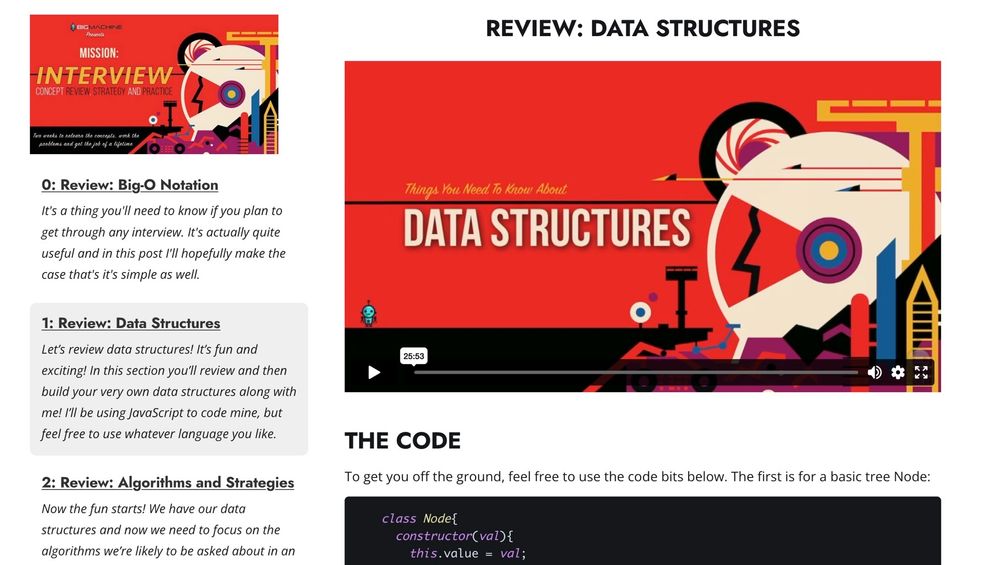 BIGMACHINE
Presents
MISSION:
INTERVIEW
CONCEPT REVIEW STRATEGY AND PRACTICE
Two weeks to relearn the concepts, work the
problems and get the job of a lifetime
0: Review: Big-O Notation
It's a thing you'll need to know if you plan to
get through any interview. It's actually quite
useful and in this post I'll hopefully make the
case that's it's simple as well.
1: Review: Data Structures
Let's review data structures! It's fun and
exciting! In this section you'll review and then
build your very own data structures along with
me! I'll be using JavaScript to code mine, but
feel free to use whatever language you like.
2: Review: Algorithms and Strategies
Now the fun starts! We have our data
structures and now we need to focus on the
algorithms we're likely to be asked about in an
REVIEW: DATA STRUCTURES
Things You Need To Know About
DATA STRUCTURES
25:53
THE CODE
To get you off the ground, feel free to use the code bits below. The first is for a basic tree Node:
class Node{
constructor(val){
this.value = val;